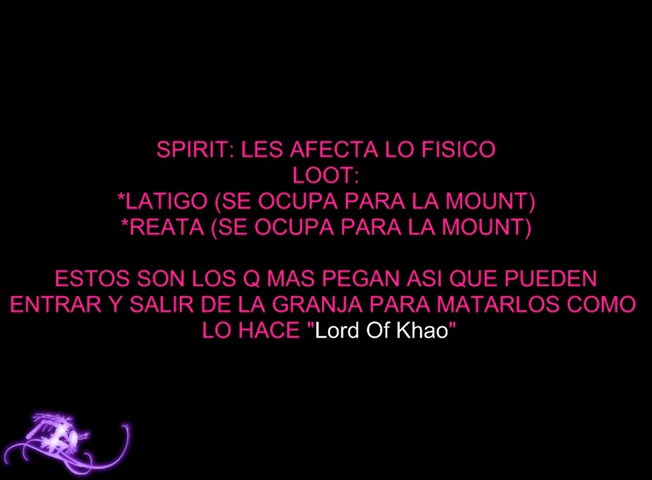 SPIRIT: LES AFECTA LO FISICO
LOOT:
*LATIGO (SE OCUPA PARA LA MOUNT)
*REATA (SE OCUPA PARA LA MOUNT)
ESTOS SON LOS Q MAS PEGAN ASI QUE PUEDEN
ENTRAR Y SALIR DE LA GRANJA PARA MATARLOS COMO
LO HACE "Lord Of Khao"